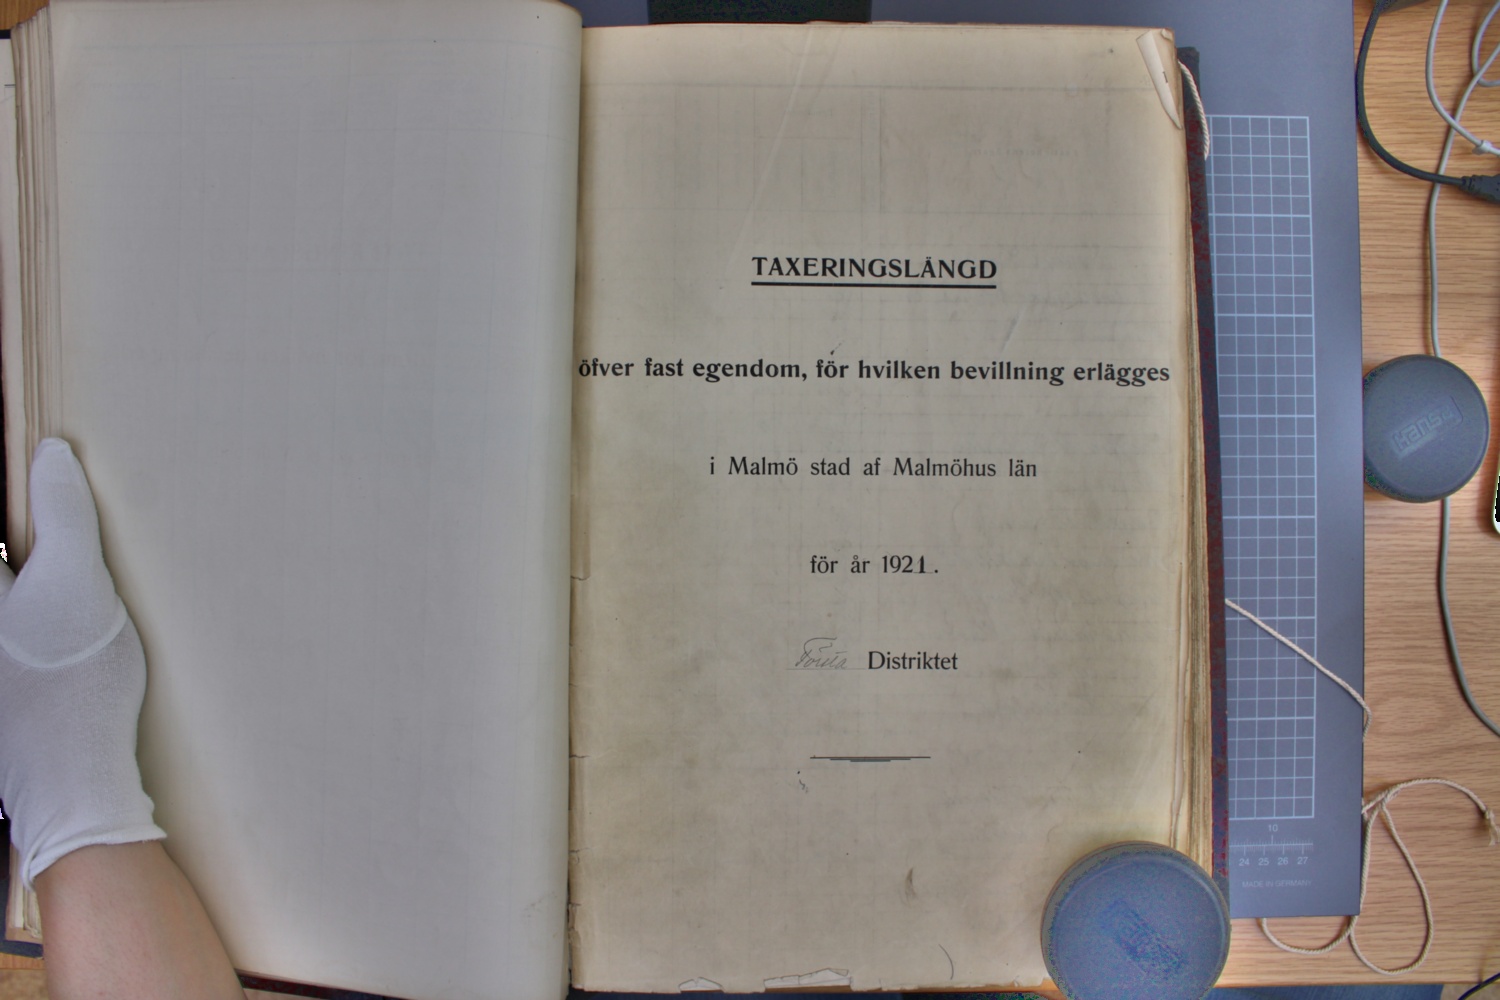 TAXERINGSLÄNGD
öfver fast egendom, för hvilken bevillning erlägges
i Malmö stad af Malmöhus län
för år 1921.
Första Distriktet
Kaiser
10
24 25 26 27
MADE IN GERMANY